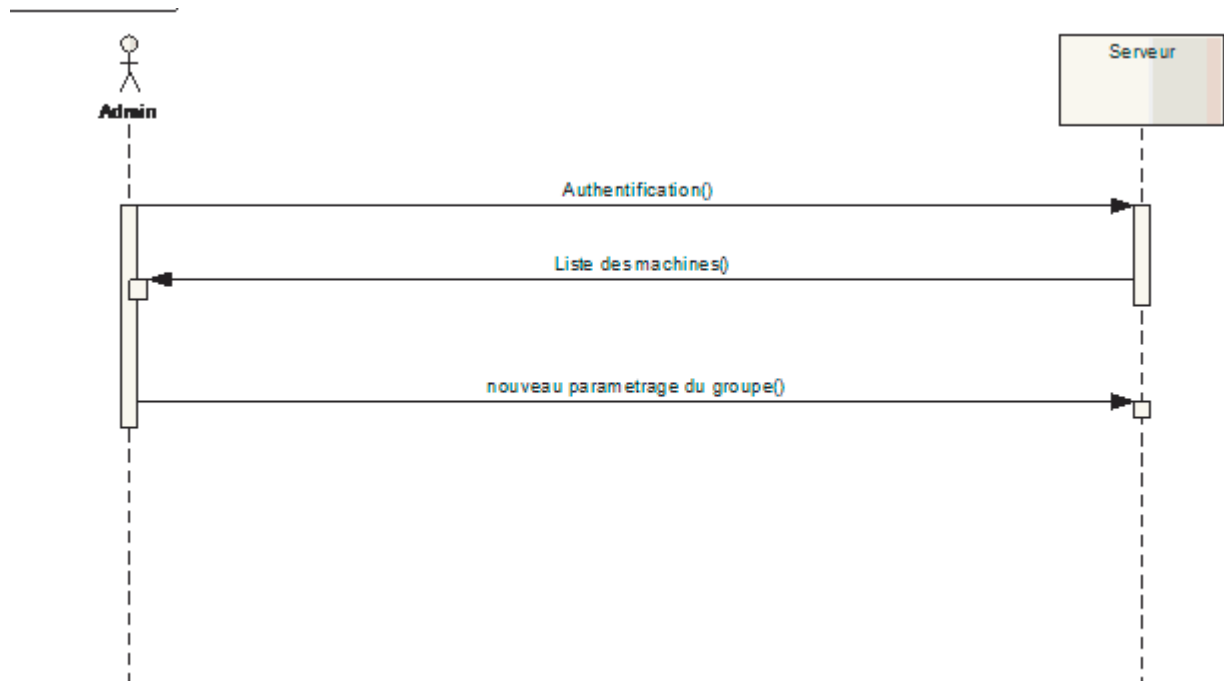 Serveur
Admin
Authentification()
Liste des machines()
nouveau parametrage du groupe()